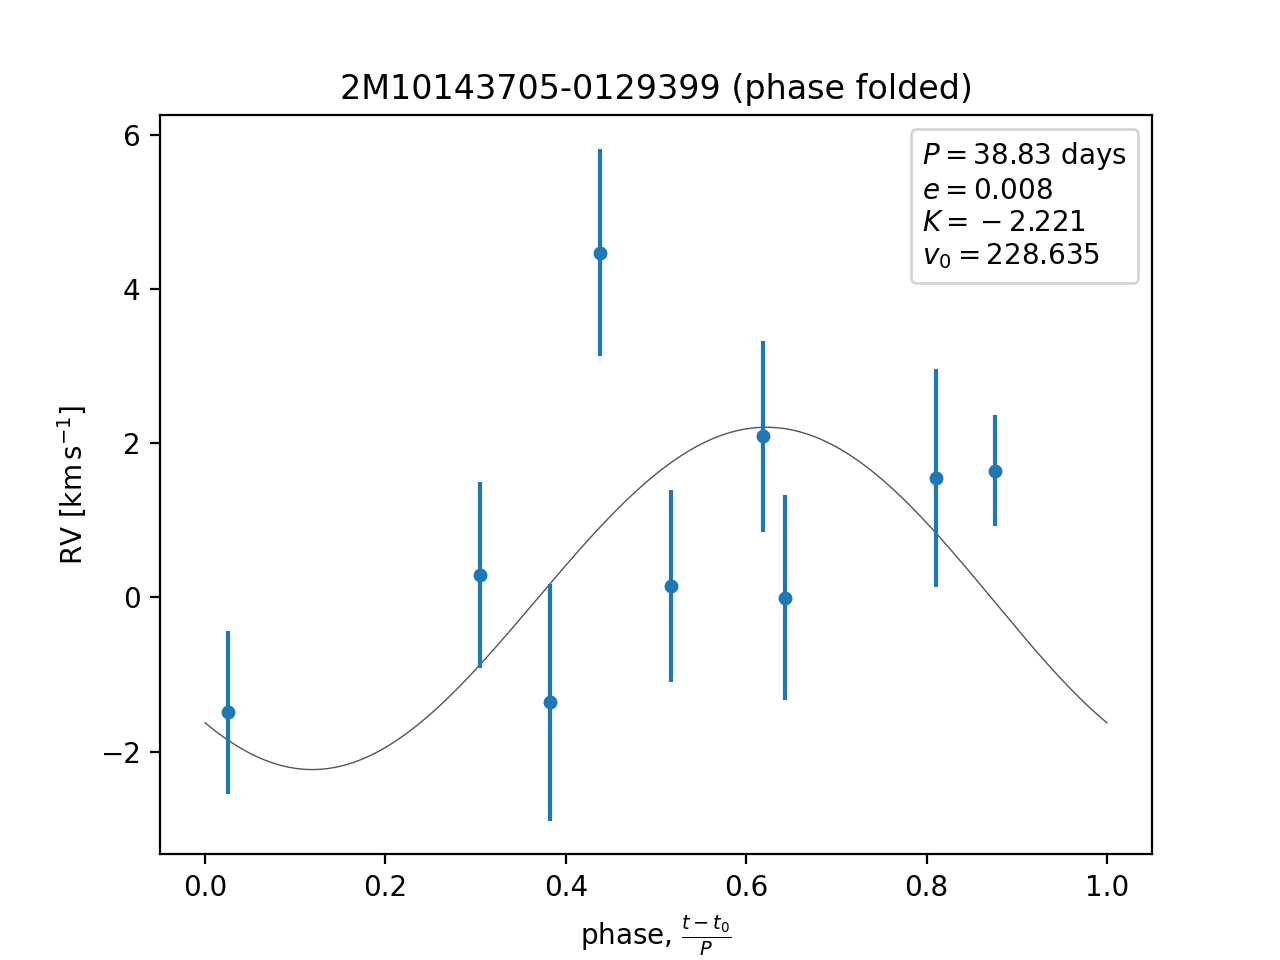 2M10143705-0129399 (phase folded)
P = 38.83 days
e = 0.008
K = −2.221
v₀ = 228.635
RV [km s⁻¹]
6
4
2
0
−2
0.0 0.2 0.4 0.6 0.8 1.0
phase, (t − t₀)/P